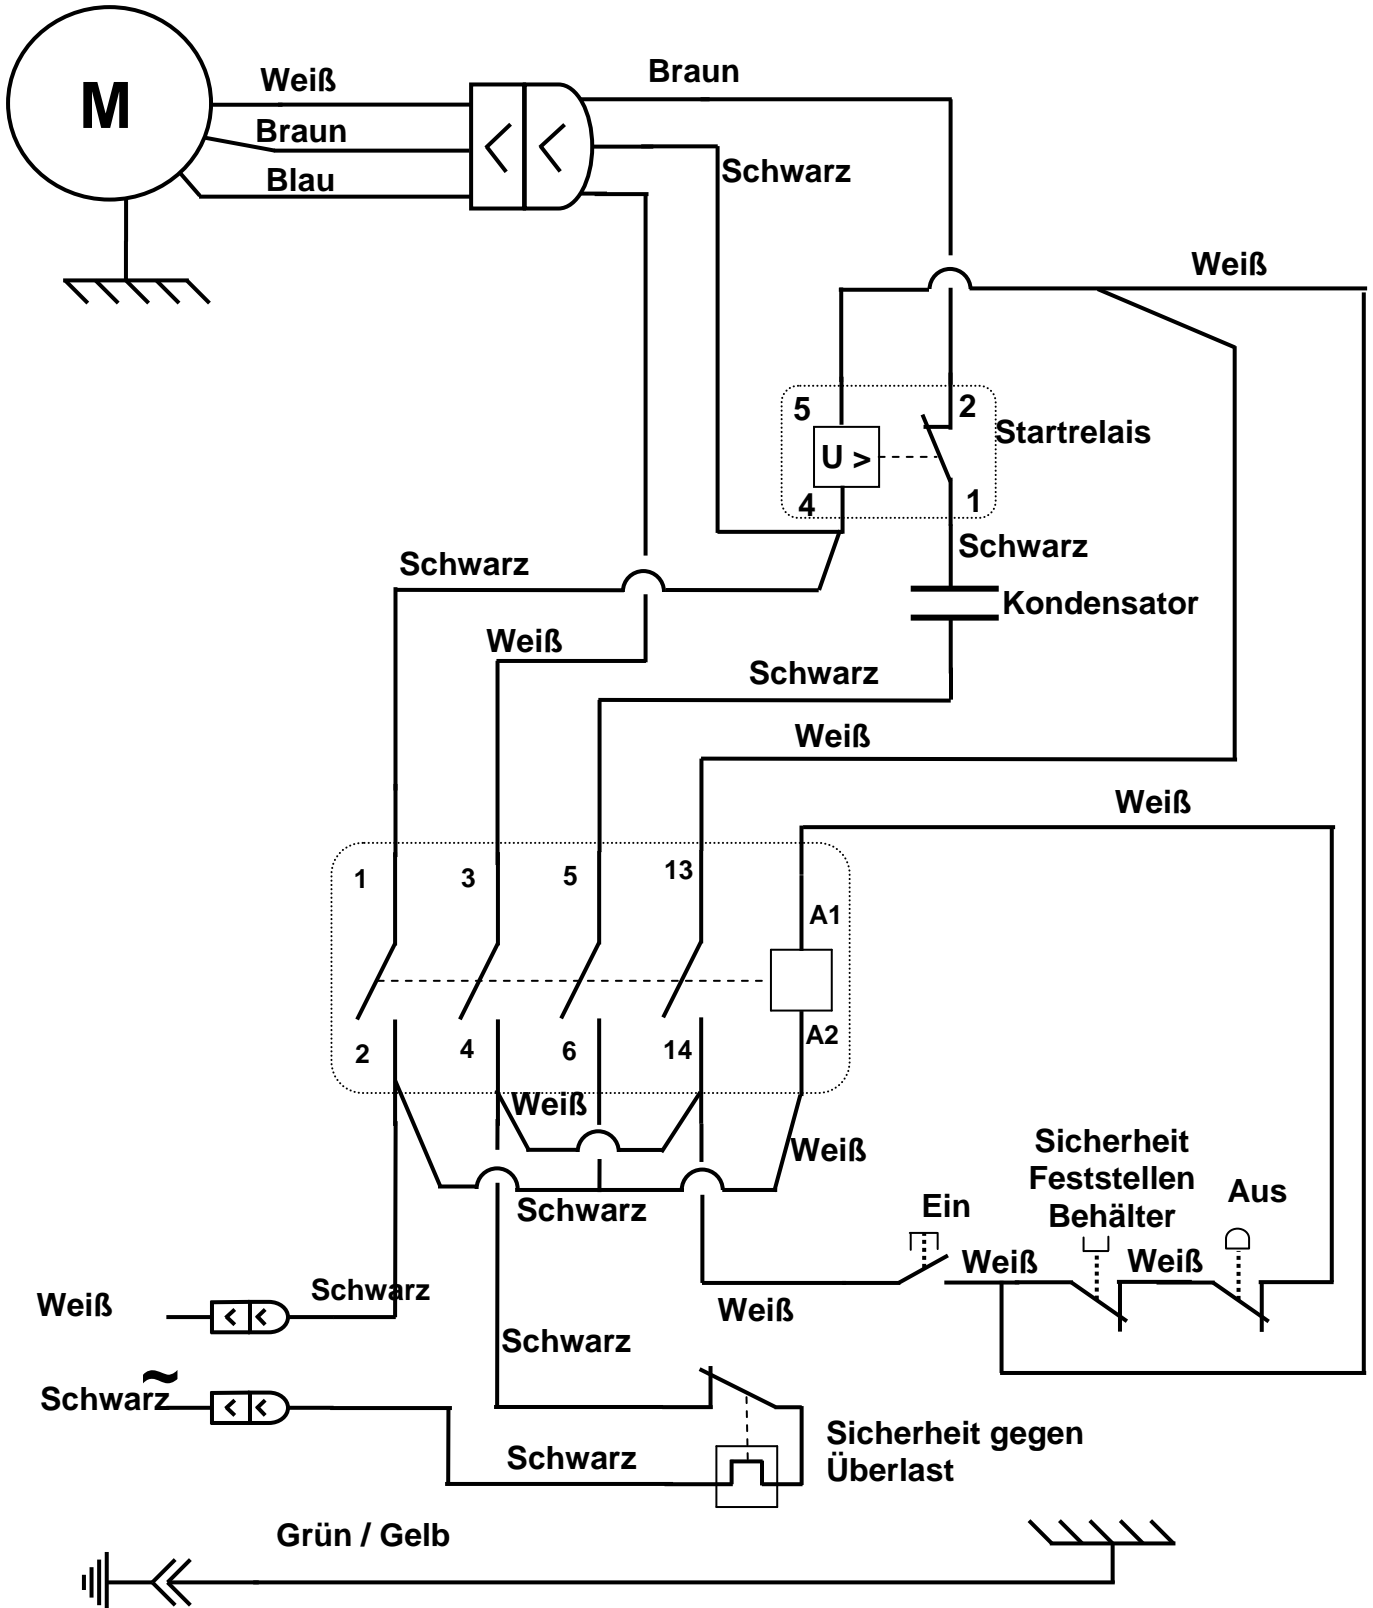 M
Weiß
Braun
Blau
Braun
Schwarz
Weiß
5
2
U >
Startrelais
4
1
Schwarz
Schwarz
Kondensator
Weiß
Schwarz
Weiß
Weiß
1
3
5
13
A1
2
4
6
14
A2
Weiß
Weiß
Schwarz
Sicherheit
Feststellen
Behälter
Ein
Aus
Weiß
Weiß
Weiß
Schwarz
Weiß
Schwarz
~
Schwarz
Schwarz
Sicherheit gegen
Überlast
Grün / Gelb